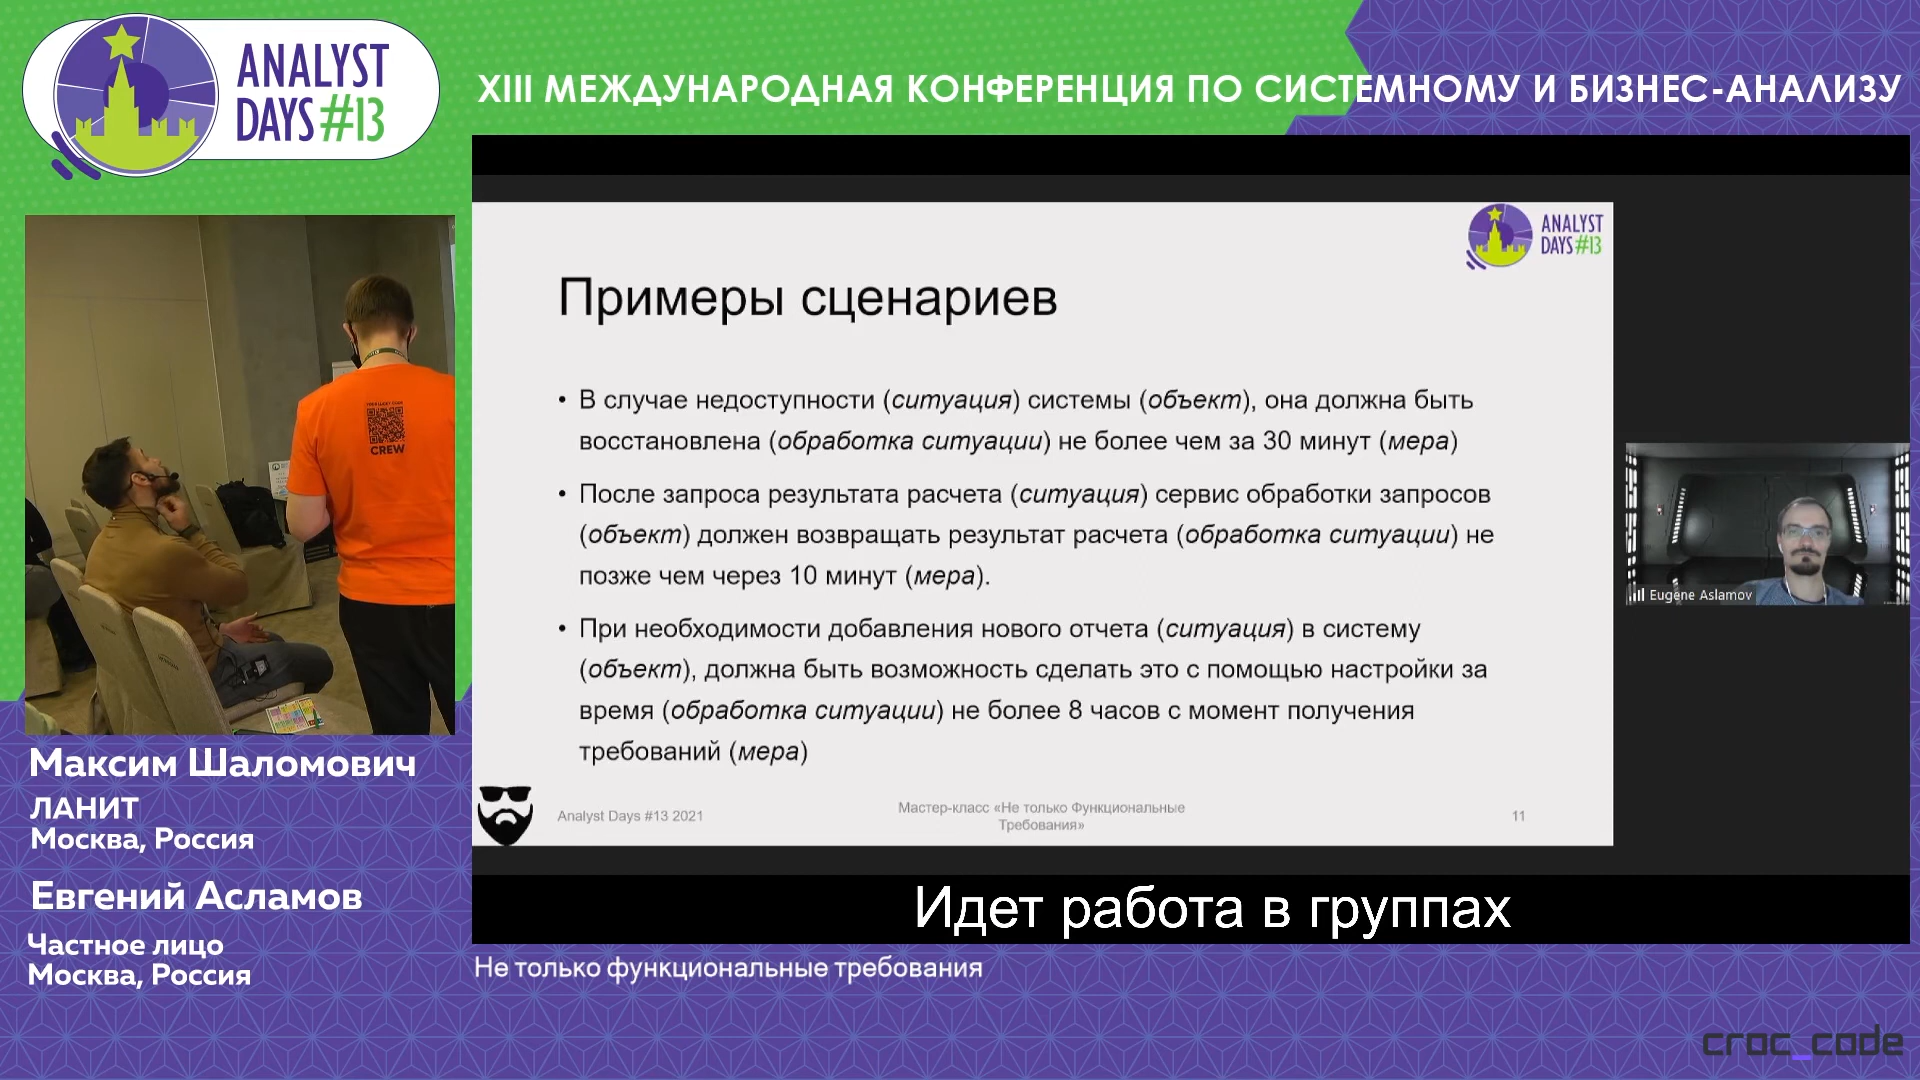 ANALYST
DAYS #13
XIII МЕЖДУНАРОДНАЯ КОНФЕРЕНЦИЯ ПО СИСТЕМНОМУ И БИЗНЕС-АНАЛИЗУ
ANALYST
DAYS #13
Примеры сценариев
• В случае недоступности (ситуация) системы (объект), она должна быть
восстановлена (обработка ситуации) не более чем за 30 минут (мера)
• После запроса результата расчета (ситуация) сервис обработки запросов
(объект) должен возвращать результат расчета (обработка ситуации) не
позже чем через 10 минут (мера).
• При необходимости добавления нового отчета (ситуация) в систему
(объект), должна быть возможность сделать это с помощью настройки за
время (обработка ситуации) не более 8 часов с момент получения
требований (мера)
Analyst Days #13 2021
Мастер-класс «Не только Функциональные
Требования»
11
Eugene Aslamov
CREW
Идет работа в группах
Максим Шаломович
ЛАНИТ
Москва, Россия
Евгений Асламов
Частное лицо
Москва, Россия
Не только функциональные требования
croc_code